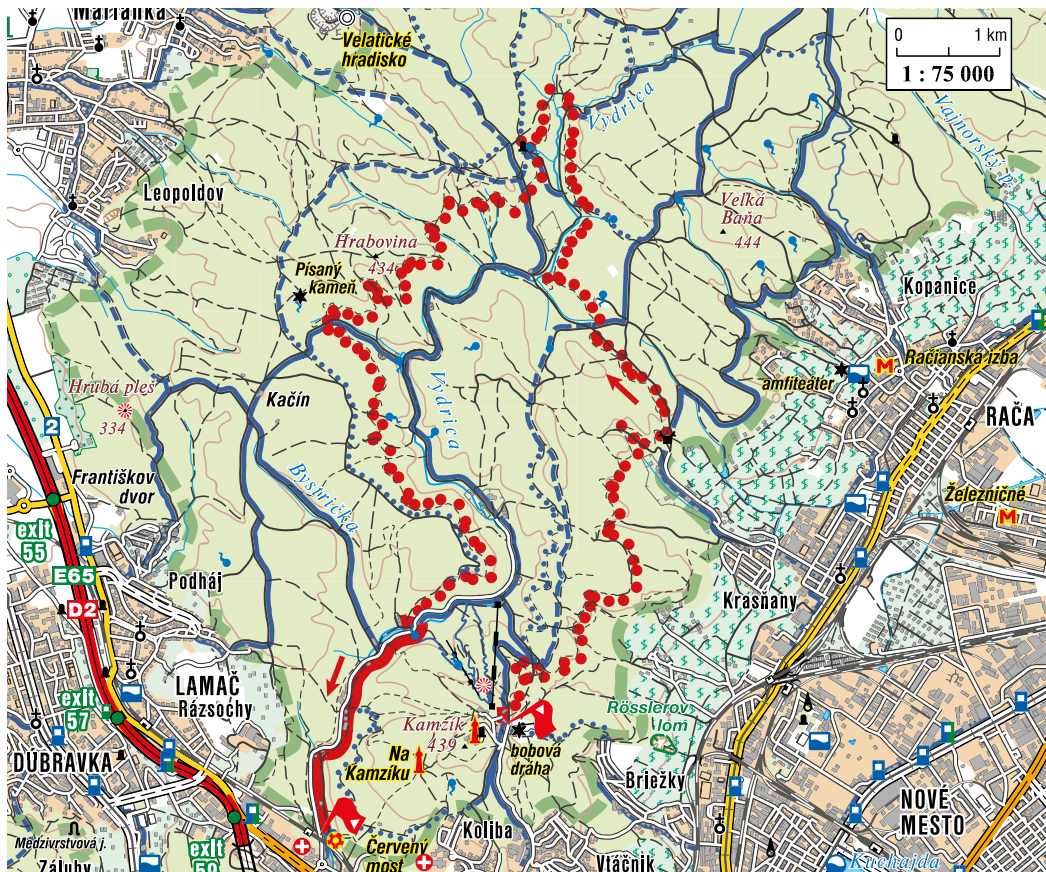 Marianka
Velatické
hradisko
0 1 km
1 : 75 000
Vydrica
Vajnorský p.
Leopoldov
Veľká
Baňa
444
Hrabovina
434
Písaný
kameň
Kopanice
Račianska izba
M
amfiteáter
RAČA
Hrubá pleš
334
Kačín
Vydrica
2
Františkov
dvor
Bystrička
Železničné
M
exit
55
E65
D2
Podháj
Krasňany
LAMAČ
Rázsochy
exit
57
Rösslerov
lom
Kamzík
439
Na
Kamzíku
bobová
dráha
DÚBRAVKA
Briežky
NOVÉ
MESTO
Medzivrstvová j.
Záluhy
exit
59
Červený
most
Koliba
Vtáčnik
Kuchajda